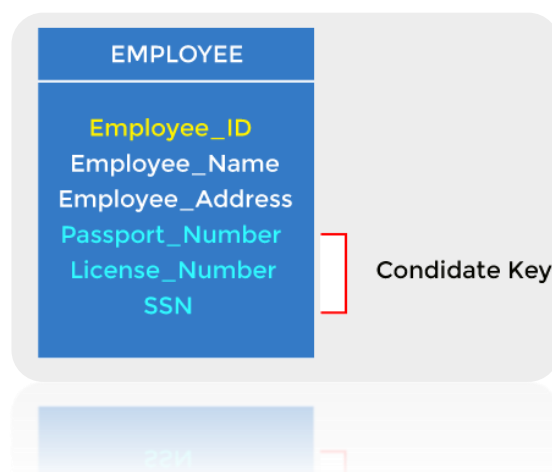 EMPLOYEE
Employee_ID
Employee_Name
Employee_Address
Passport_Number
License_Number
SSN
Condidate Key